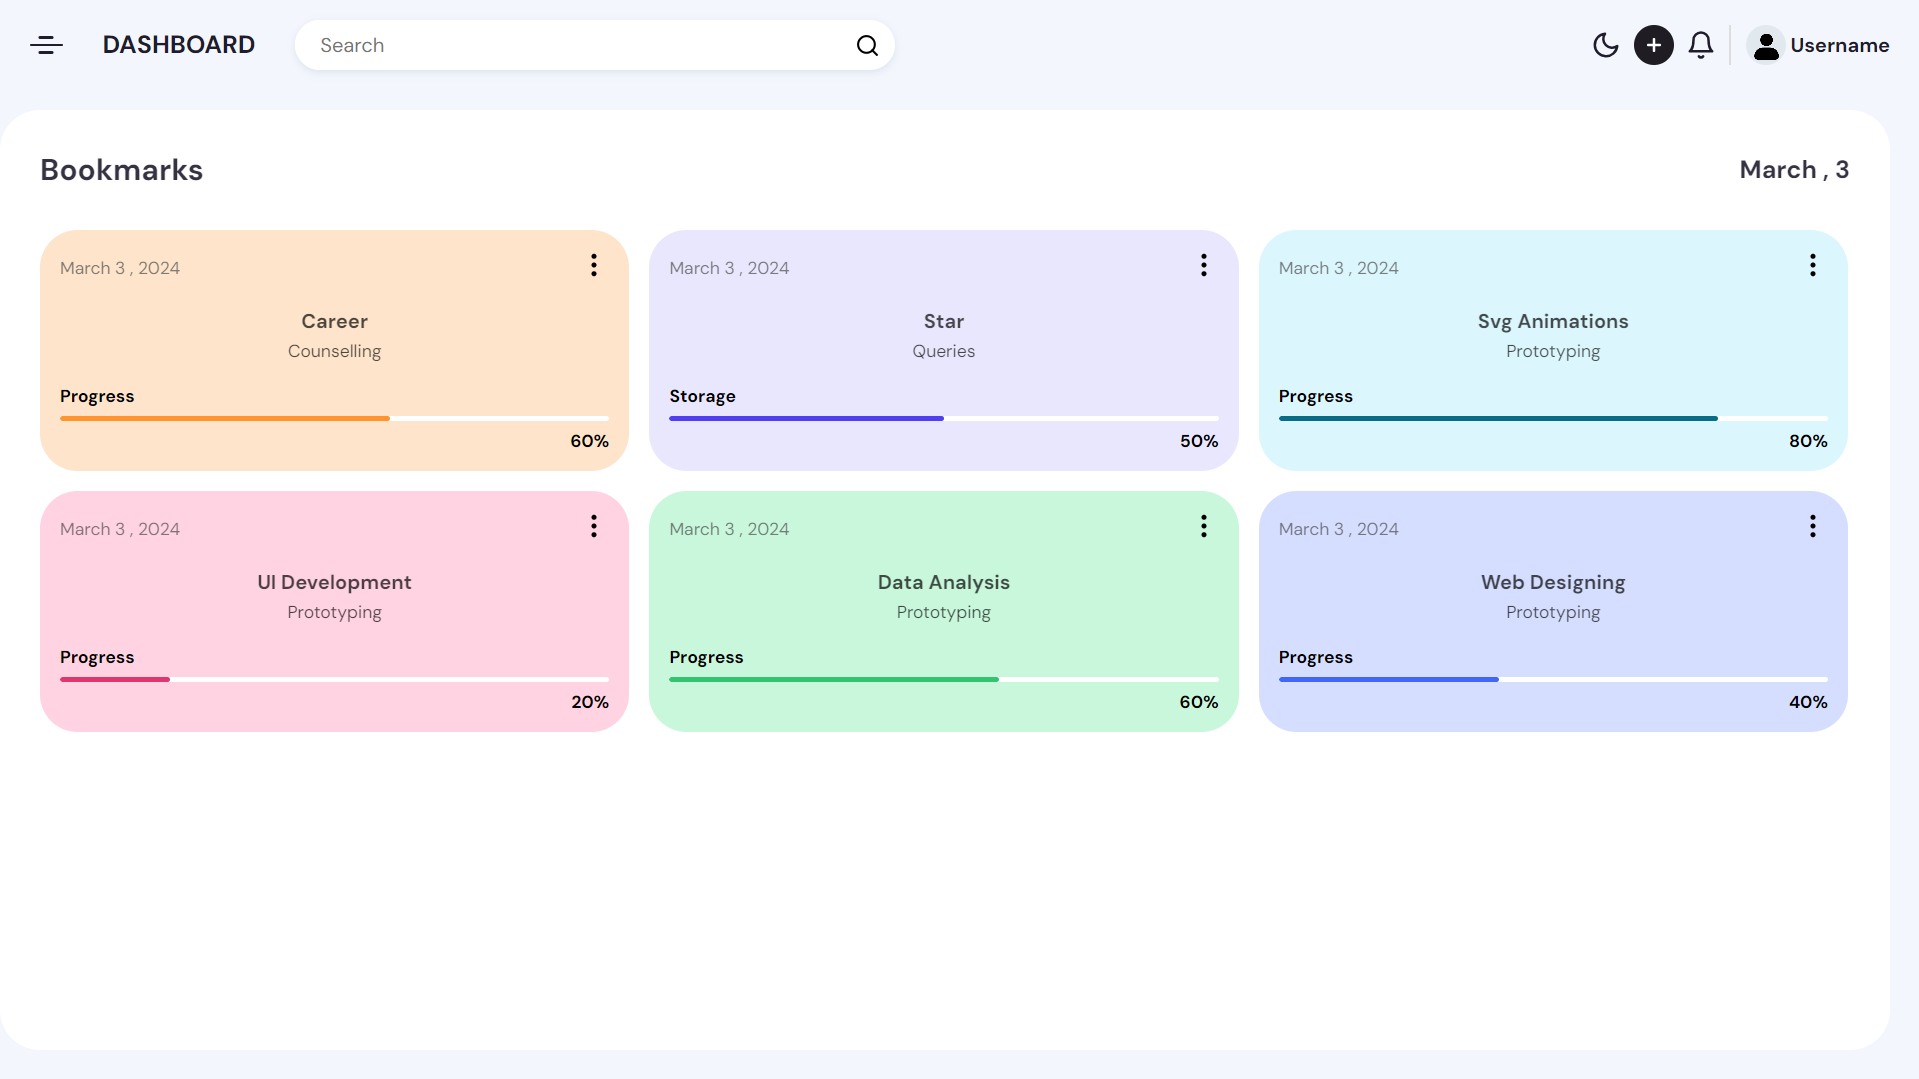 DASHBOARD
Search
Username
Bookmarks
March , 3
March 3 , 2024
Career
Counselling
Progress
60%
March 3 , 2024
Star
Queries
Storage
50%
March 3 , 2024
Svg Animations
Prototyping
Progress
80%
March 3 , 2024
UI Development
Prototyping
Progress
20%
March 3 , 2024
Data Analysis
Prototyping
Progress
60%
March 3 , 2024
Web Designing
Prototyping
Progress
40%